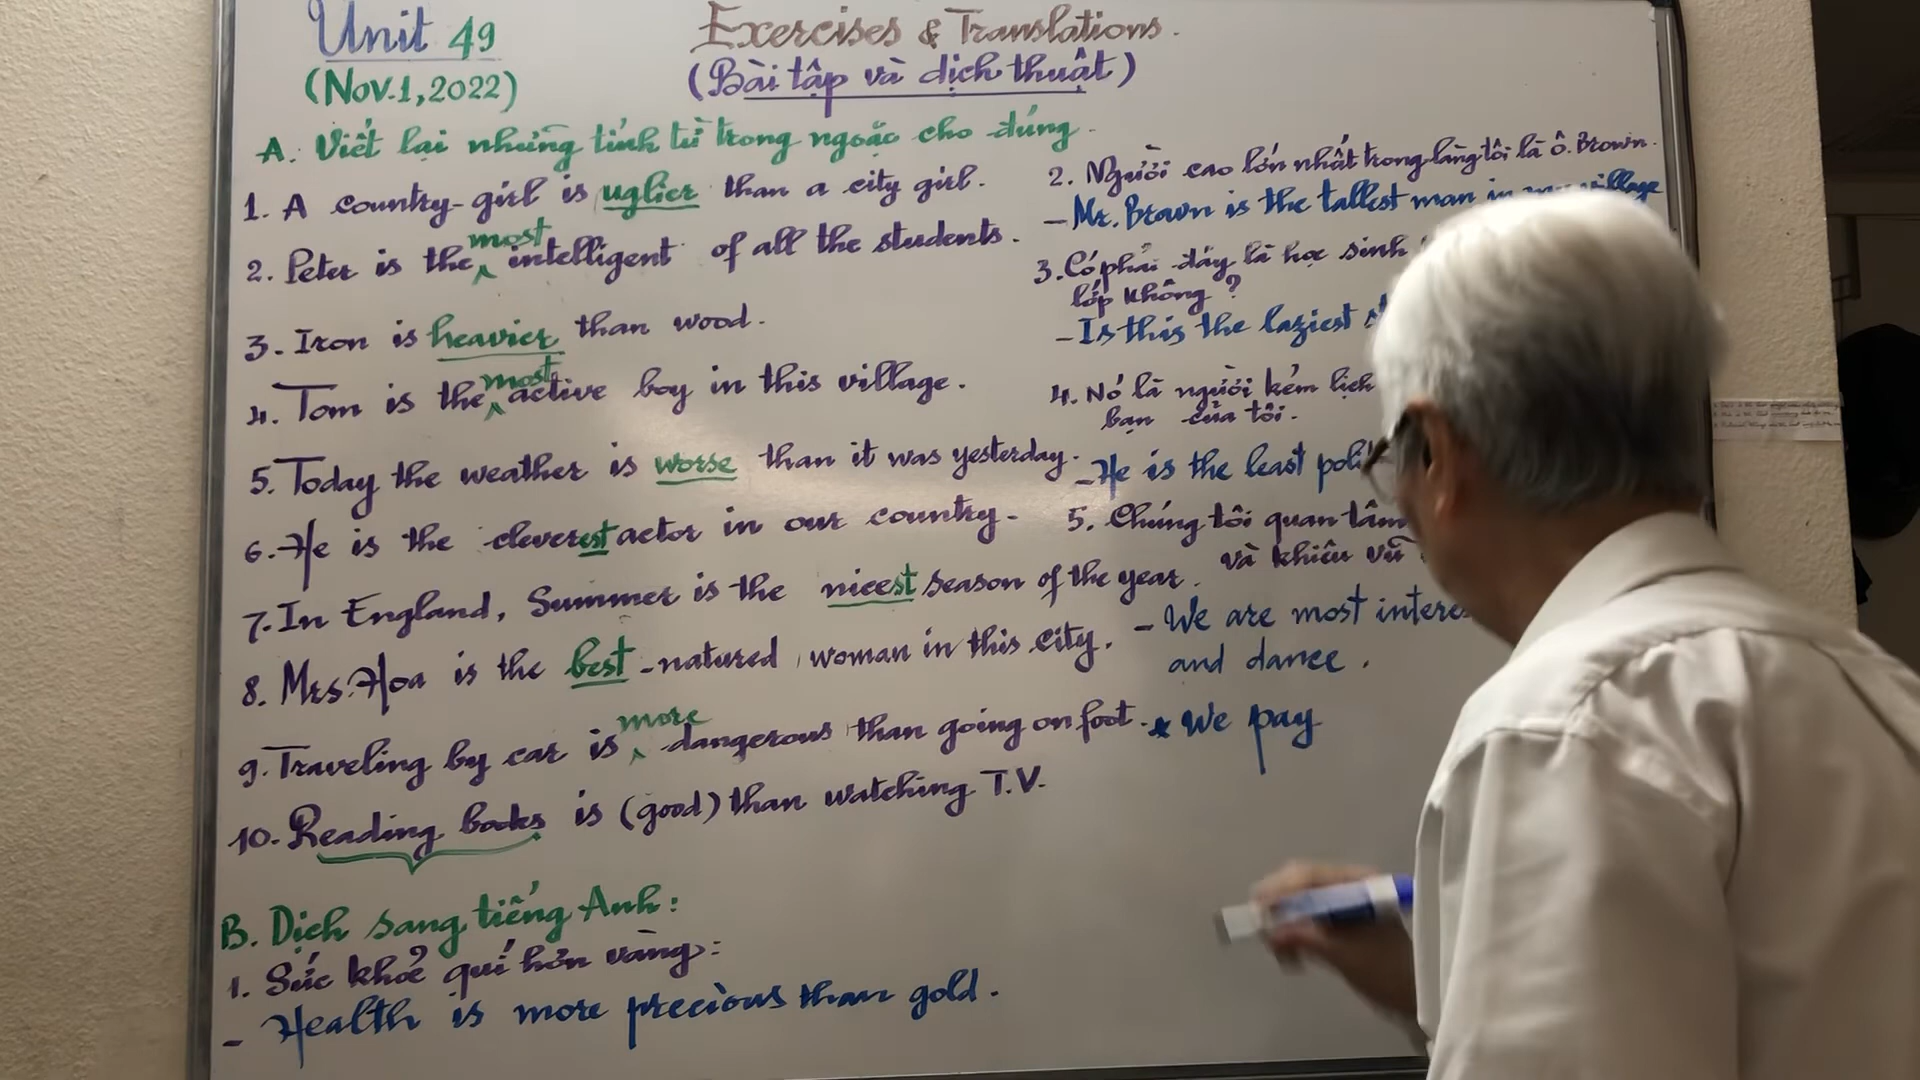 Unit 49
(Nov.1,2022)
Exercises & Translations.
(Bài tập và dịch thuật)
A. Viết lại những tính từ trong ngoặc cho đúng.
1. A country-girl is uglier than a city girl.
2. Peter is the most intelligent of all the students.
3. Iron is heavier than wood.
4. Tom is the most active boy in this village.
5. Today the weather is worse than it was yesterday.
6. He is the cleverest actor in our country.
7. In England, Summer is the nicest season of the year.
8. Mrs. Hoa is the best-natured woman in this city.
9. Traveling by car is more dangerous than going on foot.
10. Reading books is (good) than watching T.V.
B. Dịch sang tiếng Anh:
1. Sức khoẻ quí hơn vàng:
- Health is more precious than gold.
2. Người cao lớn nhất trong làng tôi là ô. Brown.
- Mr. Brown is the tallest man in my village
3. Có phải đây là học sinh
lớp không?
- Is this the laziest
4. Nó là người kém lịch
bạn của tôi.
- He is the least
5. Chúng tôi quan tâm
và khiêu vũ
- We are most
and dance.
* We pay